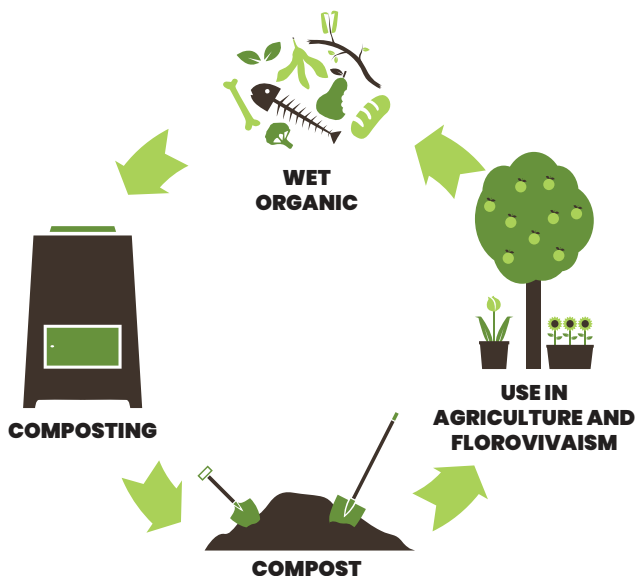 WET
ORGANIC
COMPOSTING
USE IN
AGRICULTURE AND
FLOROVIVAISM
COMPOST